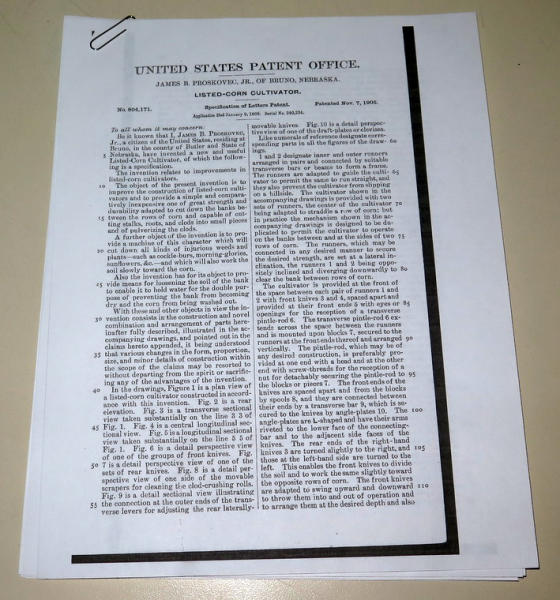 UNITED STATES PATENT OFFICE.
JAMES B. PROSKOVEC, JR., OF BRUNO, NEBRASKA.
LISTED-CORN CULTIVATOR.
No. 804,171.
Specification of Letters Patent.
Patented Nov. 7, 1905.
Application filed January 9, 1905. Serial No. 240,234.
To all whom it may concern:
Be it known that I, JAMES B. PROSKOVEC,
Jr., a citizen of the United States, residing at
Bruno, in the county of Butler and State of
5 Nebraska, have invented a new and useful
Listed-Corn Cultivator, of which the follow-
ing is a specification.
The invention relates to improvements in
listed-corn cultivators.
10 The object of the present invention is to
improve the construction of listed-corn culti-
vators and to provide a simple and compara-
tively inexpensive one of great strength and
durability adapted to cut down the banks be-
15 tween the rows of corn and capable of cut-
ting stalks, roots, and clods into small pieces
and of pulverizing the clods.
A further object of the invention is to pro-
vide a machine of this character which will
20 cut down all kinds of injurious weeds and
plants—such as cockle-burs, morning-glories,
sunflowers, &c.—and which will also work the
soil slowly toward the corn.
Also the invention has for its object to pro-
25 vide means for loosening the soil of the bank
to enable it to hold water for the double pur-
pose of preventing the bank from becoming
dry and the corn from being washed out.
With these and other objects in view the in-
30 vention consists in the construction and novel
combination and arrangement of parts here-
inafter fully described, illustrated in the ac-
companying drawings, and pointed out in the
claims hereto appended, it being understood
35 that various changes in the form, proportion,
size, and minor details of construction within
the scope of the claims may be resorted to
without departing from the spirit or sacrific-
ing any of the advantages of the invention.
40 In the drawings, Figure 1 is a plan view of
a listed-corn cultivator constructed in accord-
ance with this invention. Fig. 2 is a rear
elevation. Fig. 3 is a transverse sectional
view taken substantially on the line 3 3 of
45 Fig. 1. Fig. 4 is a central longitudinal sec-
tional view. Fig. 5 is a longitudinal sectional
view taken substantially on the line 5 5 of
Fig. 1. Fig. 6 is a detail perspective view
of one of the groups of front knives. Fig.
50 7 is a detail perspective view of one of the
sets of rear knives. Fig. 8 is a detail per-
spective view of one side of the movable
scrapers for cleaning the clod-crushing rolls.
Fig. 9 is a detail sectional view illustrating
55 the connection at the outer ends of the trans-
verse levers for adjusting the rear laterally-
movable knives. Fig. 10 is a detail perspec-
tive view of one of the draft-plates or clevises.
Like numerals of reference designate corre-
sponding parts in all the figures of the draw- 60
ings.
1 and 2 designate inner and outer runners
arranged in pairs and connected by suitable
transverse bars or beams to form a frame.
The runners are adapted to guide the culti- 65
vator to permit the same to run straight, and
they also prevent the cultivator from slipping
on a hillside. The cultivator shown in the
accompanying drawings is provided with two
sets of runners, the center of the cultivator 70
being adapted to straddle a row of corn; but
in practice the mechanism shown in the ac-
companying drawings is designed to be du-
plicated to permit the cultivator to operate
on the banks between and at the sides of two 75
rows of corn. The runners, which may be
connected in any desired manner to secure
the desired strength, are set at a lateral in-
clination, the runners 1 and 2 being oppo-
sitely inclined and diverging downwardly to 80
clear the bank between rows of corn.
The cultivator is provided at the front of
the space between each pair of runners 1 and
2 with front knives 3 and 4, spaced apart and
provided at their front ends 5 with eyes or 85
openings for the reception of a transverse
pintle-rod 6. The transverse pintle-rod 6 ex-
tends across the space between the runners
and is mounted upon blocks 7, secured to the
runners at the front ends thereof and arranged 90
vertically. The pintle-rod, which may be of
any desired construction, is preferably pro-
vided at one end with a head and at the other
end with screw-threads for the reception of a
nut for detachably securing the pintle-rod to 95
the blocks or pieces 7. The front ends of the
knives are spaced apart and from the blocks
by spools 8, and they are connected between
their ends by a transverse bar 9, which is se-
cured to the knives by angle-plates 10. The 100
angle-plates are L-shaped and have their arms
riveted to the lower face of the connecting-
bar and to the adjacent side faces of the
knives. The rear ends of the right-hand
knives 3 are turned slightly to the right, and 105
those at the left-hand side are turned to the
left. This enables the front knives to divide
the soil and to work the same slightly toward
the opposite rows of corn. The front knives
are adapted to swing upward and downward 110
to throw them into and out of operation and
to arrange them at the desired depth and also